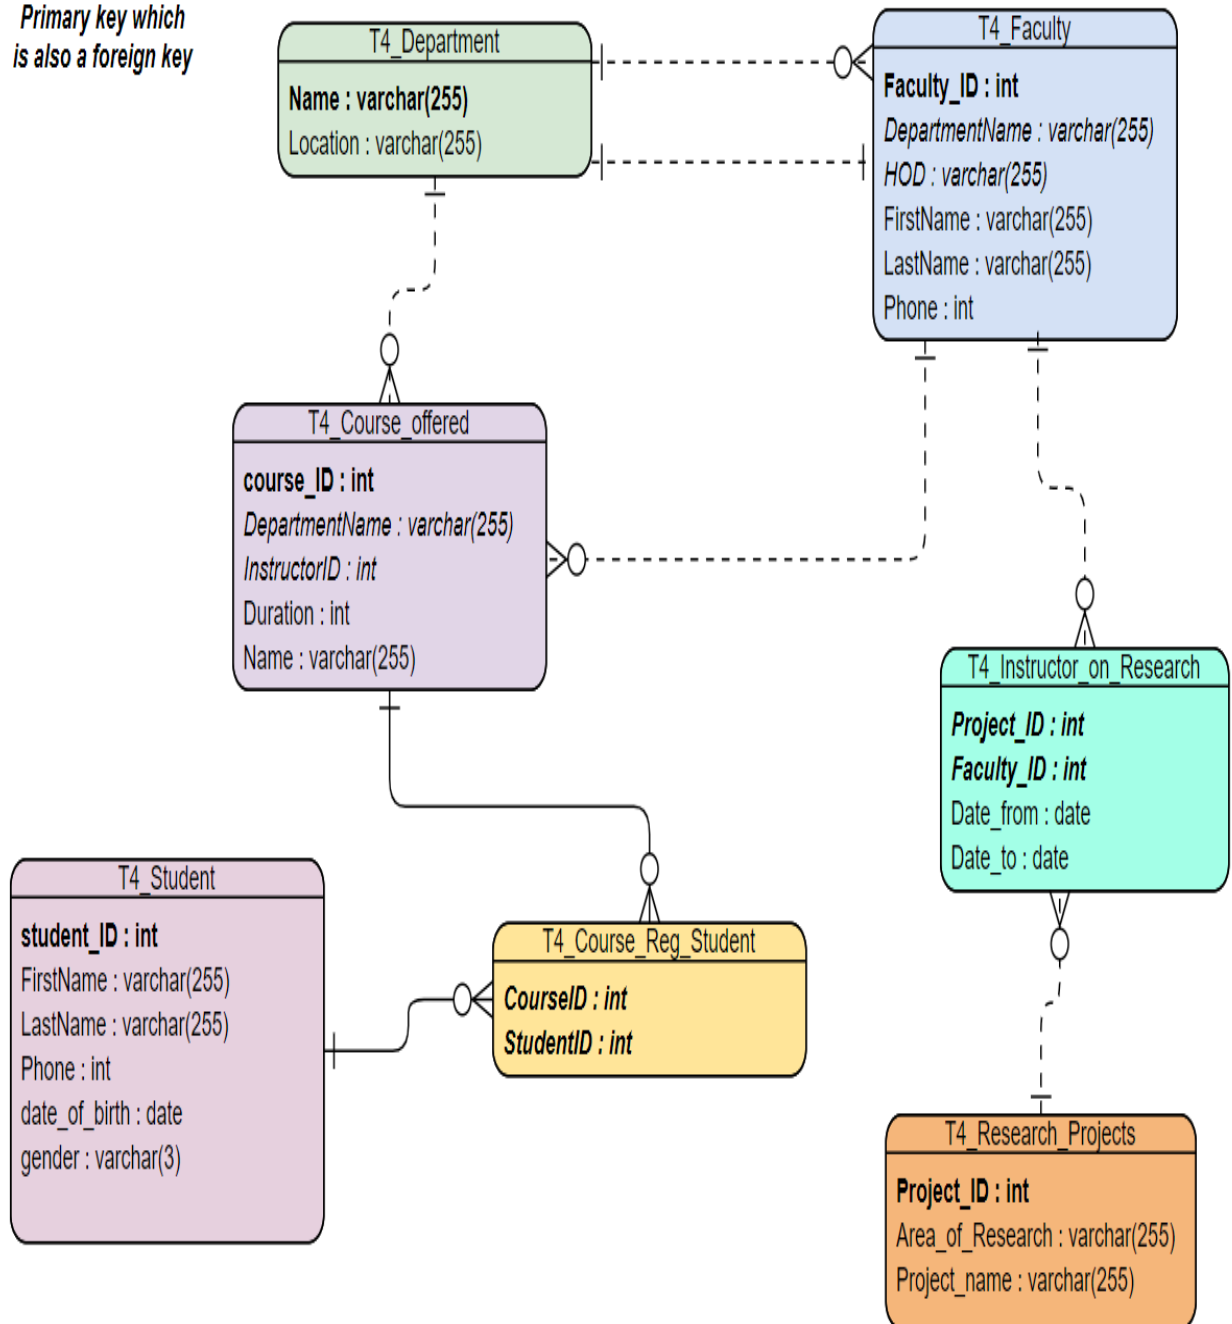 Primary key which
is also a foreign key
T4_Department
Name : varchar(255)
Location : varchar(255)
T4_Faculty
Faculty_ID : int
DepartmentName : varchar(255)
HOD : varchar(255)
FirstName : varchar(255)
LastName : varchar(255)
Phone : int
T4_Course_offered
course_ID : int
DepartmentName : varchar(255)
InstructorID : int
Duration : int
Name : varchar(255)
T4_Instructor_on_Research
Project_ID : int
Faculty_ID : int
Date_from : date
Date_to : date
T4_Student
student_ID : int
FirstName : varchar(255)
LastName : varchar(255)
Phone : int
date_of_birth : date
gender : varchar(3)
T4_Course_Reg_Student
CourseID : int
StudentID : int
T4_Research_Projects
Project_ID : int
Area_of_Research : varchar(255)
Project_name : varchar(255)